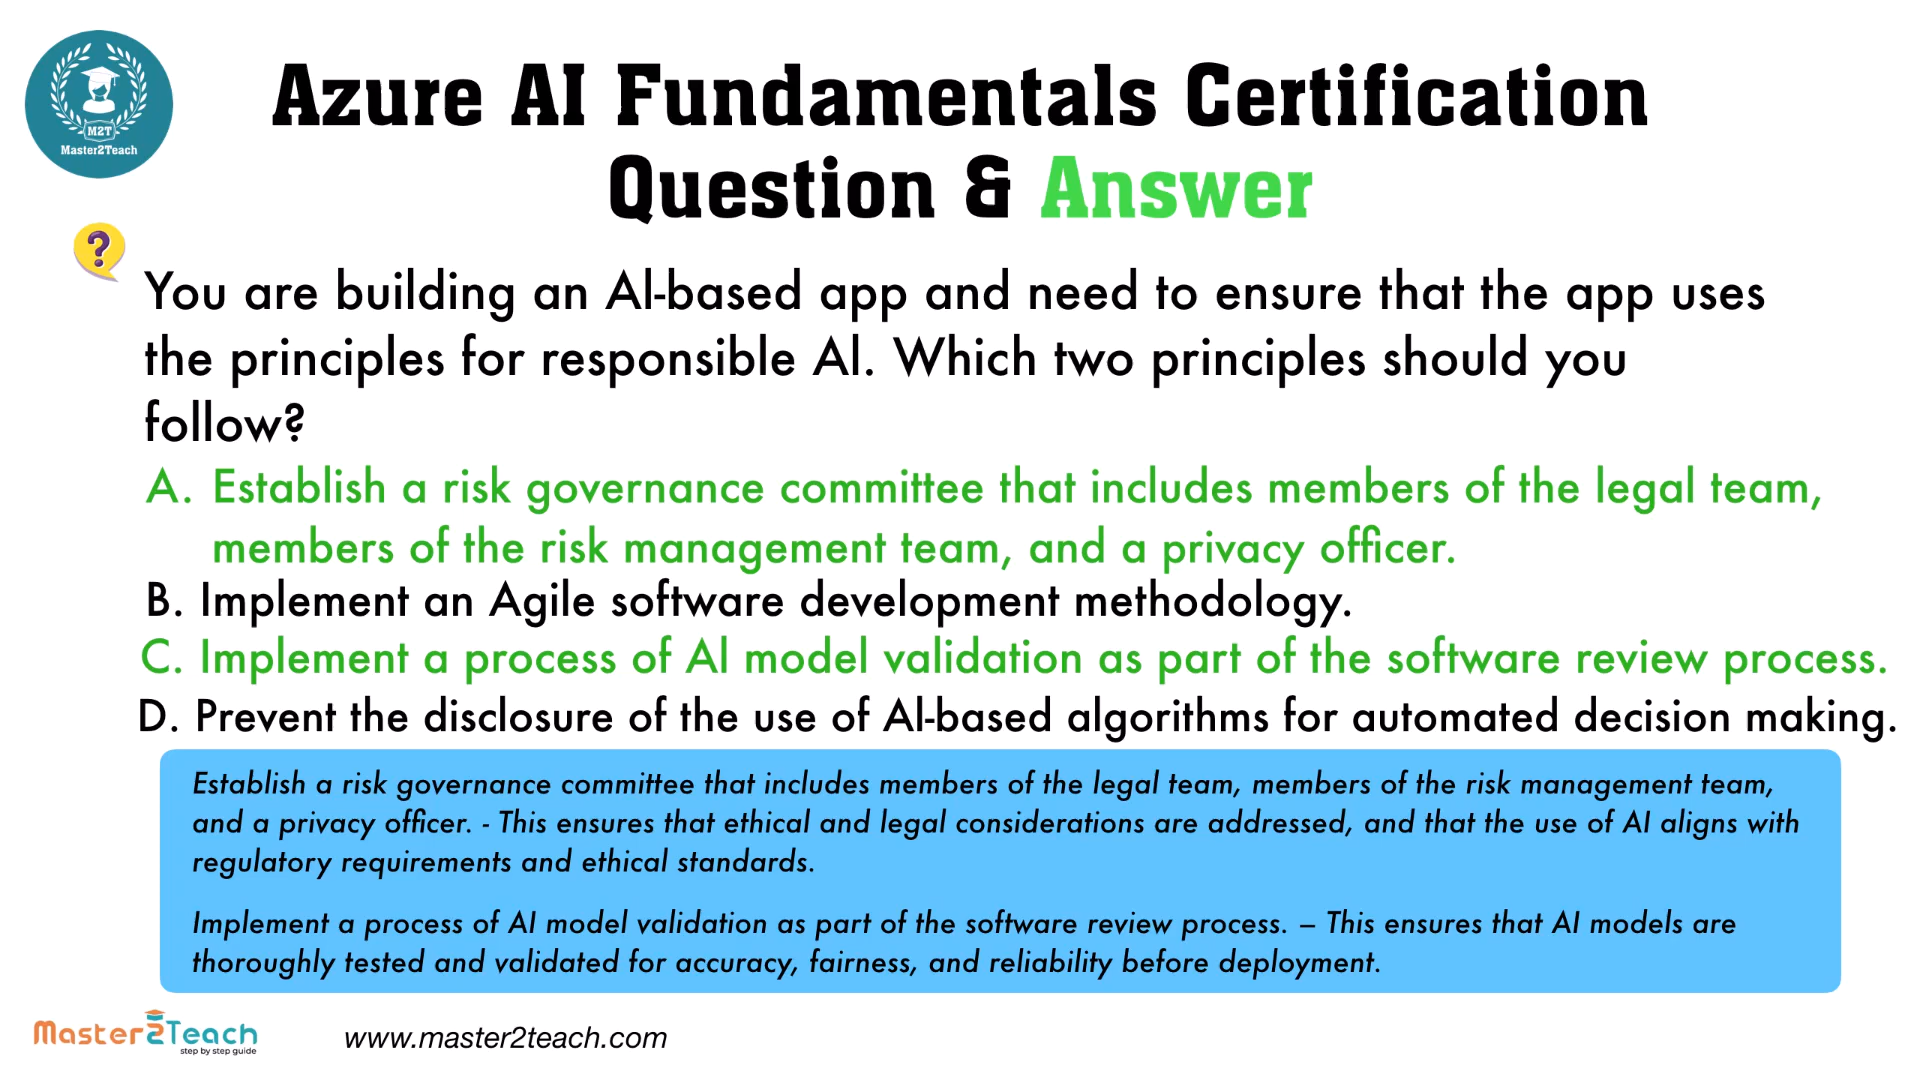 M2T
Master2Teach
Azure AI Fundamentals Certification
Question & Answer
?
You are building an AI-based app and need to ensure that the app uses
the principles for responsible AI. Which two principles should you
follow?
A. Establish a risk governance committee that includes members of the legal team,
members of the risk management team, and a privacy officer.
B. Implement an Agile software development methodology.
C. Implement a process of AI model validation as part of the software review process.
D. Prevent the disclosure of the use of AI-based algorithms for automated decision making.
Establish a risk governance committee that includes members of the legal team, members of the risk management team,
and a privacy officer. - This ensures that ethical and legal considerations are addressed, and that the use of AI aligns with
regulatory requirements and ethical standards.
Implement a process of AI model validation as part of the software review process. – This ensures that AI models are
thoroughly tested and validated for accuracy, fairness, and reliability before deployment.
Master2Teach
step by step guide
www.master2teach.com